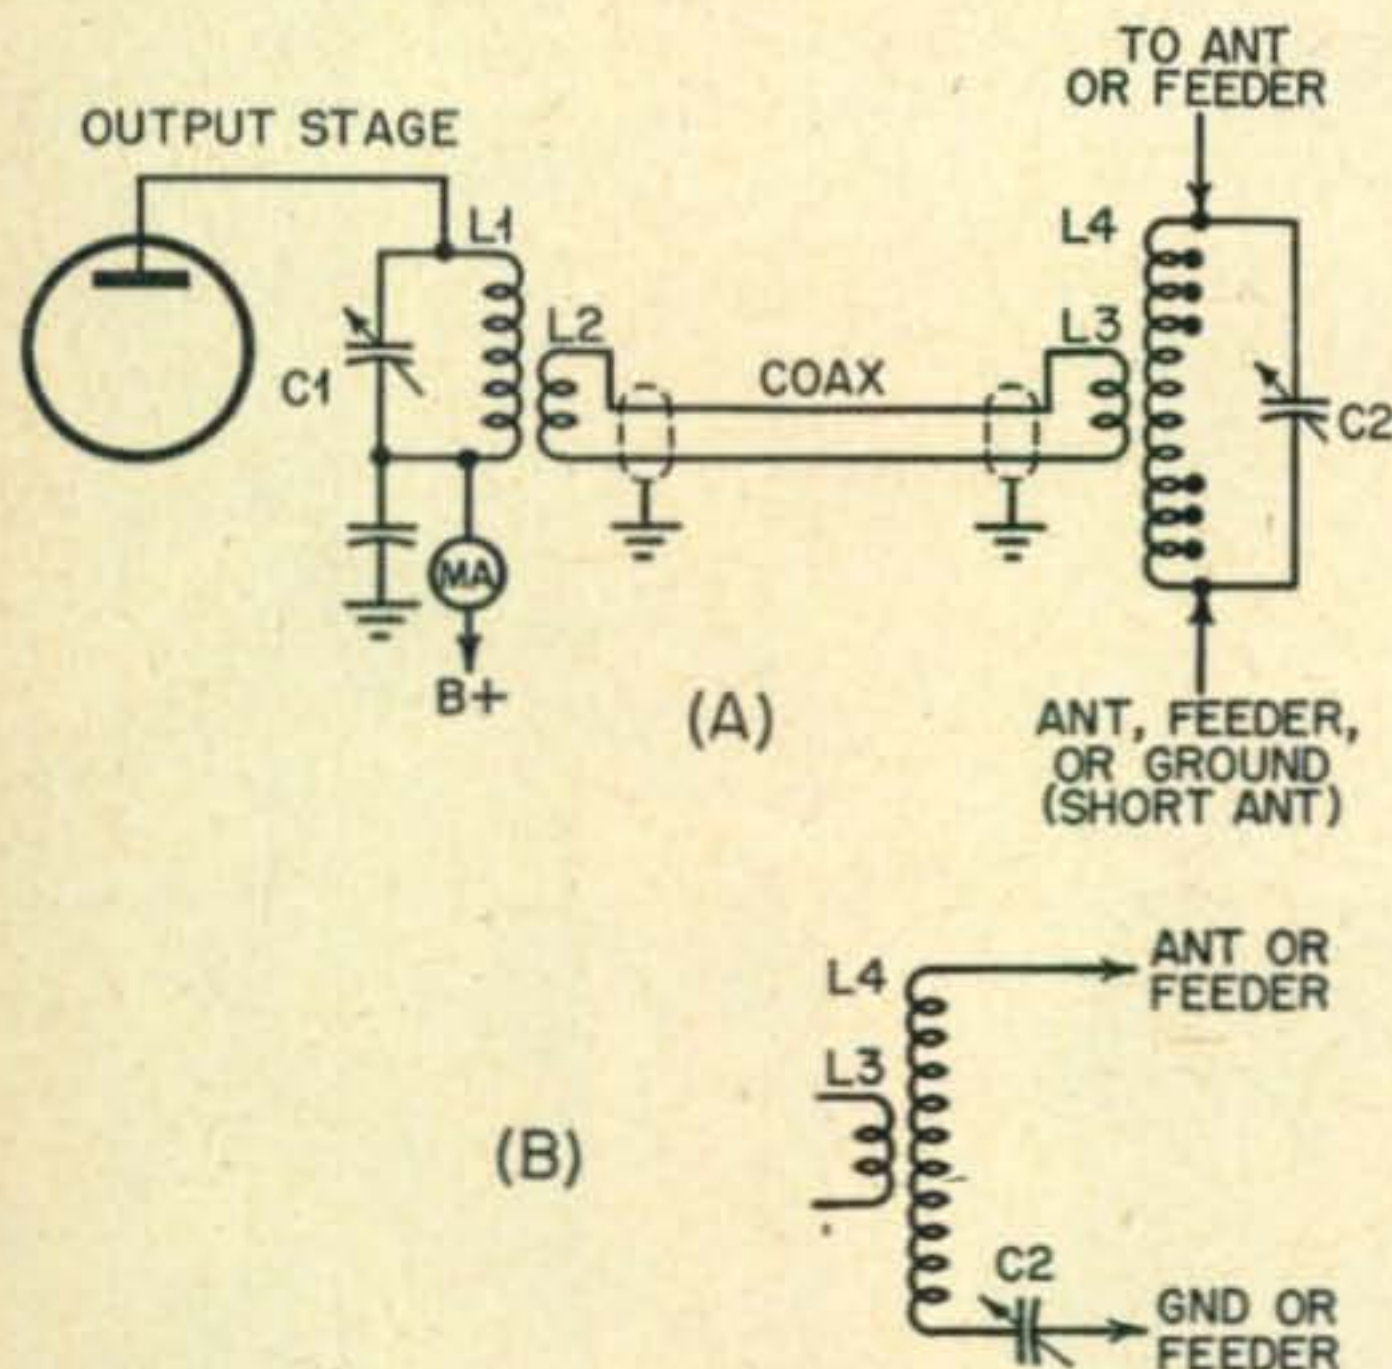 TO ANT
OR FEEDER
OUTPUT STAGE
L1
L4
L2
L3
COAX
C1
C2
MA
B+
(A)
ANT, FEEDER,
OR GROUND
(SHORT ANT)
L4
ANT OR
FEEDER
L3
(B)
C2
GND OR
FEEDER